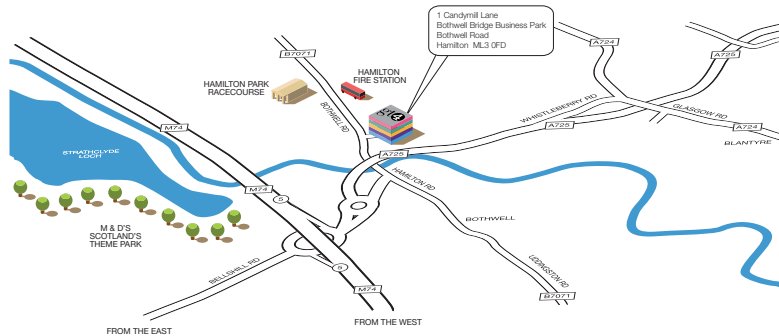 1 Candymill Lane
Bothwell Bridge Business Park
Bothwell Road
Hamilton ML3 0FD
A724
A725
B7071
HAMILTON
FIRE STATION
HAMILTON PARK
RACECOURSE
BOTHWELL RD
WHISTLEBERRY RD
GLASGOW RD
A725
A724
BLANTYRE
M74
STRATHCLYDE
LOCH
A725
HAMILTON RD
M74
5
BOTHWELL
M & D'S
SCOTLAND'S
THEME PARK
BELLSHILL RD
5
UDDINGSTON RD
M74
B7071
FROM THE EAST
FROM THE WEST